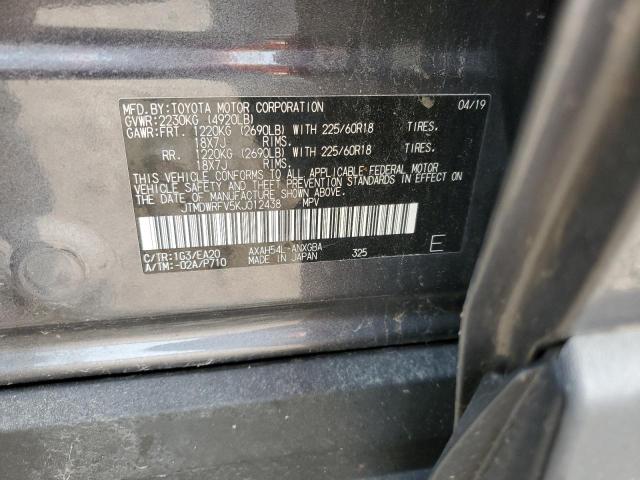 MFD.BY:TOYOTA MOTOR CORPORATION 04/19
GVWR:2230KG (4920LB)
GAWR:FRT. 1220KG (2690LB) WITH 225/60R18 TIRES.
18X7J RIMS.
RR. 1220KG (2690LB) WITH 225/60R18 TIRES.
18X7J RIMS.
THIS VEHICLE CONFORMS TO ALL APPLICABLE FEDERAL MOTOR
VEHICLE SAFETY AND THEFT PREVENTION STANDARDS IN EFFECT ON
THE DATE OF MANUFACTURE SHOWN ABOVE.
JTMDWRFV5KJ012438 MPV
C/TR:1G3/EA20 AXAH54L-ANXGBA 325 E
A/TM:-02A/P710 MADE IN JAPAN